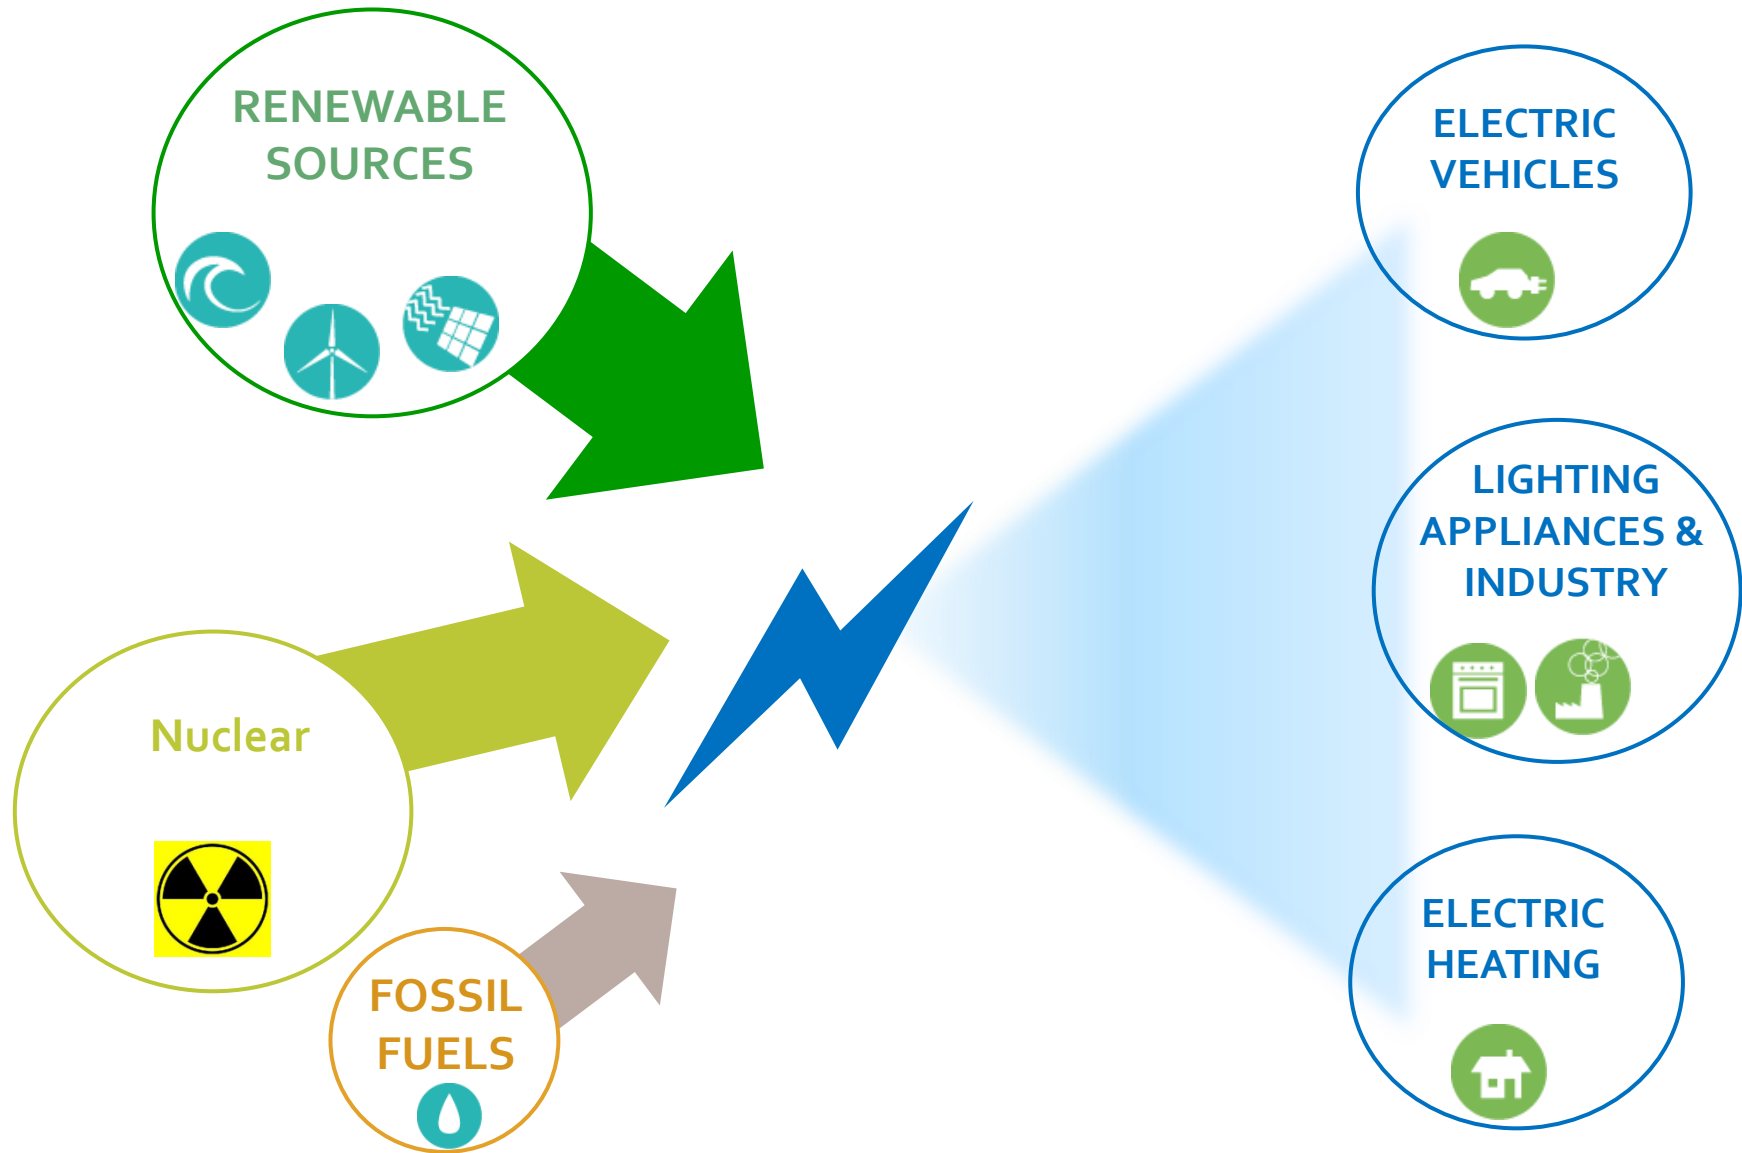 RENEWABLE
SOURCES
Nuclear
FOSSIL
FUELS
ELECTRIC
VEHICLES
LIGHTING
APPLIANCES &
INDUSTRY
ELECTRIC
HEATING